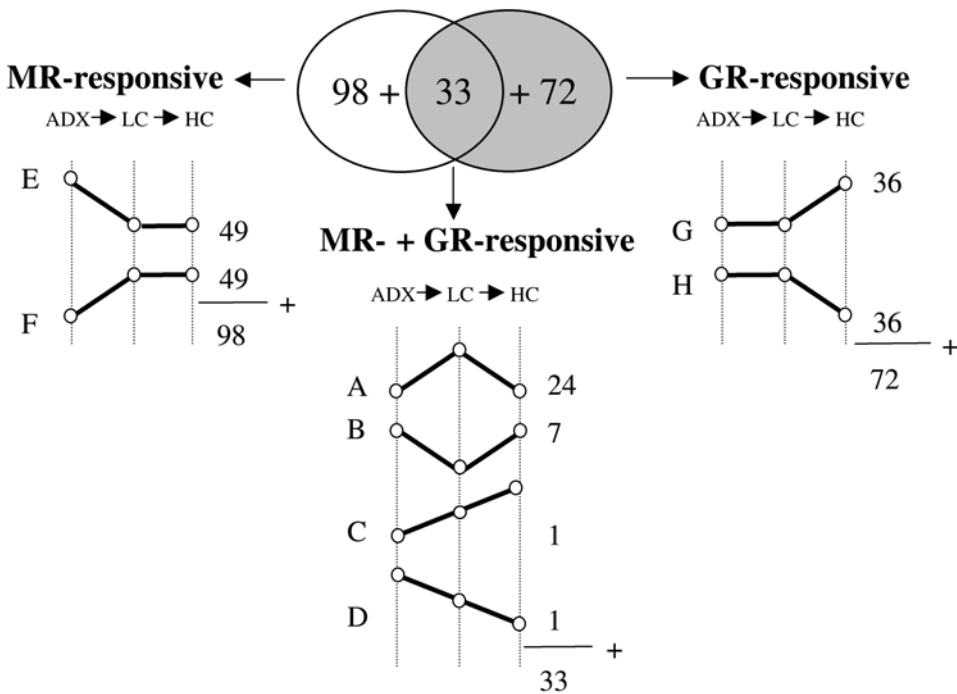 98 + 33 + 72
MR-responsive
ADX LC HC
E
49
F
49
+
98
GR-responsive
ADX LC HC
G
36
H
36
+
72
MR- + GR-responsive
ADX LC HC
A
24
B
7
C
1
D
1
+
33